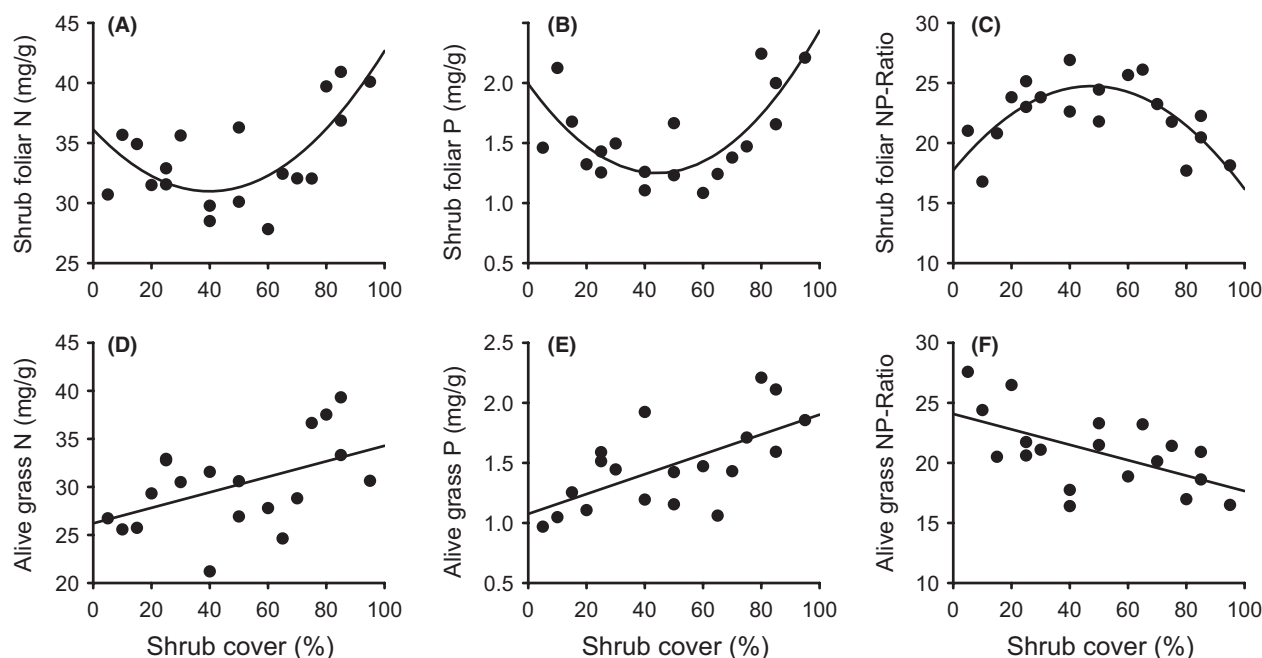 (A)
Shrub foliar N (mg/g)
45
40
35
30
25
0 20 40 60 80 100
(B)
Shrub foliar P (mg/g)
2.0
1.5
1.0
0.5
0 20 40 60 80 100
(C)
Shrub foliar NP-Ratio
30
25
20
15
10
0 20 40 60 80 100
(D)
Alive grass N (mg/g)
45
40
35
30
25
20
0 20 40 60 80 100
Shrub cover (%)
(E)
Alive grass P (mg/g)
2.5
2.0
1.5
1.0
0.5
0 20 40 60 80 100
Shrub cover (%)
(F)
Alive grass NP-Ratio
30
25
20
15
10
0 20 40 60 80 100
Shrub cover (%)